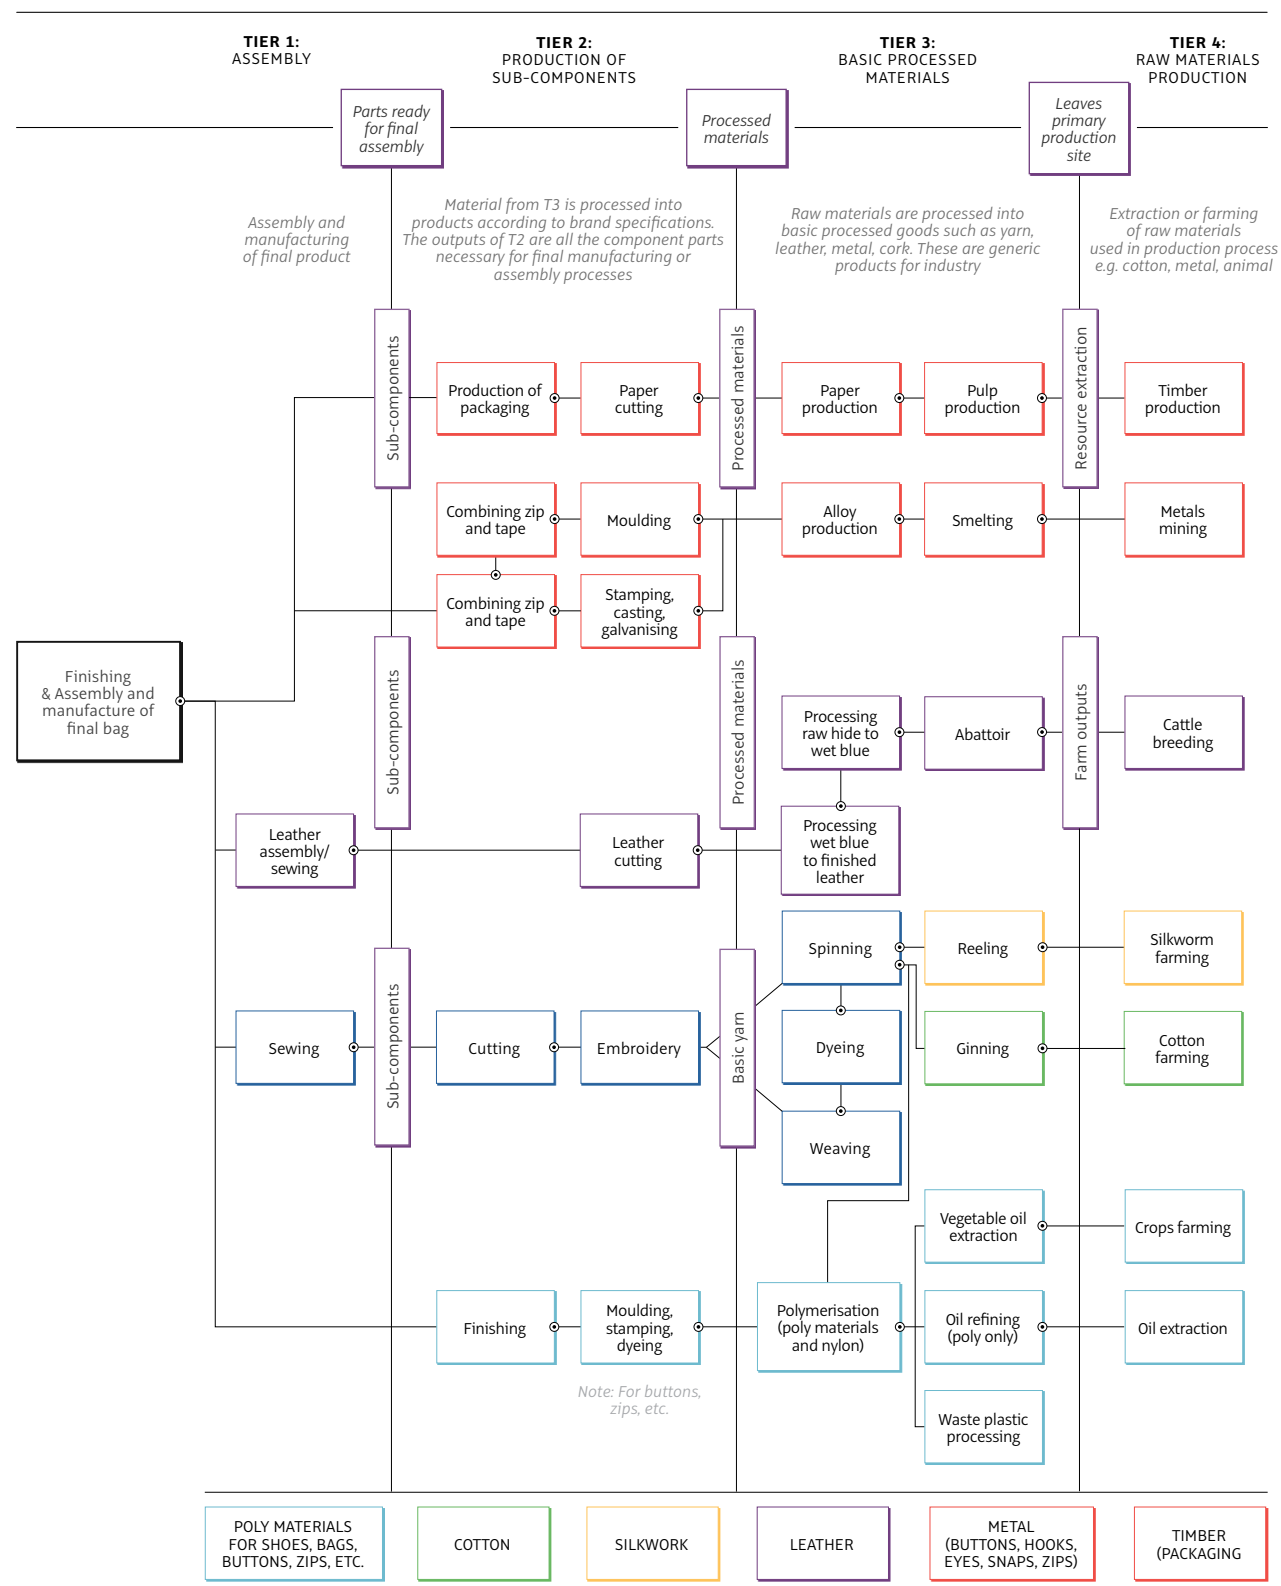 TIER 1:
ASSEMBLY
TIER 2:
PRODUCTION OF
SUB-COMPONENTS
TIER 3:
BASIC PROCESSED
MATERIALS
TIER 4:
RAW MATERIALS
PRODUCTION
Parts ready
for final
assembly
Processed
materials
Leaves
primary
production
site
Assembly and
manufacturing
of final product
Material from T3 is processed into
products according to brand specifications.
The outputs of T2 are all the component parts
necessary for final manufacturing or
assembly processes
Raw materials are processed into
basic processed goods such as yarn,
leather, metal, cork. These are generic
products for industry
Extraction or farming
of raw materials
used in production process
e.g. cotton, metal, animal
Sub-components
Production of
packaging
Paper
cutting
Processed materials
Paper
production
Pulp
production
Resource extraction
Timber
production
Combining zip
and tape
Moulding
Alloy
production
Smelting
Metals
mining
Combining zip
and tape
Stamping,
casting,
galvanising
Finishing
& Assembly and
manufacture of
final bag
Sub-components
Processed materials
Processing
raw hide to
wet blue
Abattoir
Farm outputs
Cattle
breeding
Leather
assembly/
sewing
Leather
cutting
Processing
wet blue
to finished
leather
Spinning
Reeling
Silkworm
farming
Sewing
Sub-components
Cutting
Embroidery
Basic yarn
Dyeing
Ginning
Cotton
farming
Weaving
Vegetable oil
extraction
Crops farming
Finishing
Moulding,
stamping,
dyeing
Polymerisation
(poly materials
and nylon)
Oil refining
(poly only)
Oil extraction
Note: For buttons,
zips, etc.
Waste plastic
processing
POLY MATERIALS
FOR SHOES, BAGS,
BUTTONS, ZIPS, ETC.
COTTON
SILKWORK
LEATHER
METAL
(BUTTONS, HOOKS,
EYES, SNAPS, ZIPS)
TIMBER
(PACKAGING